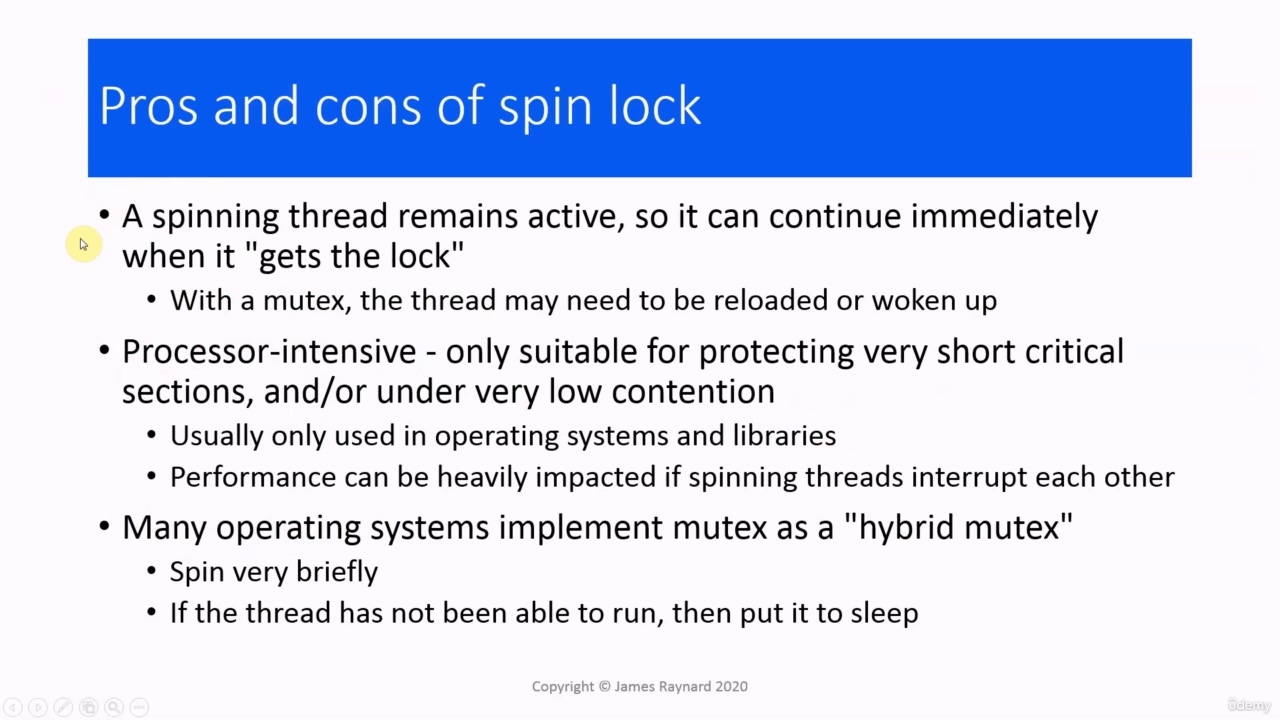 Pros and cons of spin lock
• A spinning thread remains active, so it can continue immediately
when it "gets the lock"
• With a mutex, the thread may need to be reloaded or woken up
• Processor-intensive - only suitable for protecting very short critical
sections, and/or under very low contention
• Usually only used in operating systems and libraries
• Performance can be heavily impacted if spinning threads interrupt each other
• Many operating systems implement mutex as a "hybrid mutex"
• Spin very briefly
• If the thread has not been able to run, then put it to sleep
Copyright © James Raynard 2020
ûdemy